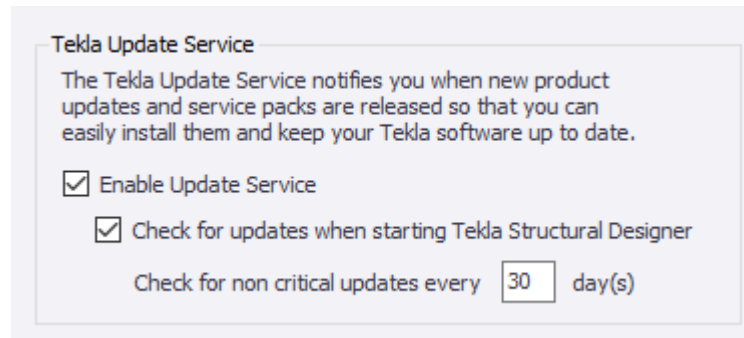 Tekla Update Service
The Tekla Update Service notifies you when new product
updates and service packs are released so that you can
easily install them and keep your Tekla software up to date.
Enable Update Service
Check for updates when starting Tekla Structural Designer
Check for non critical updates every 30 day(s)